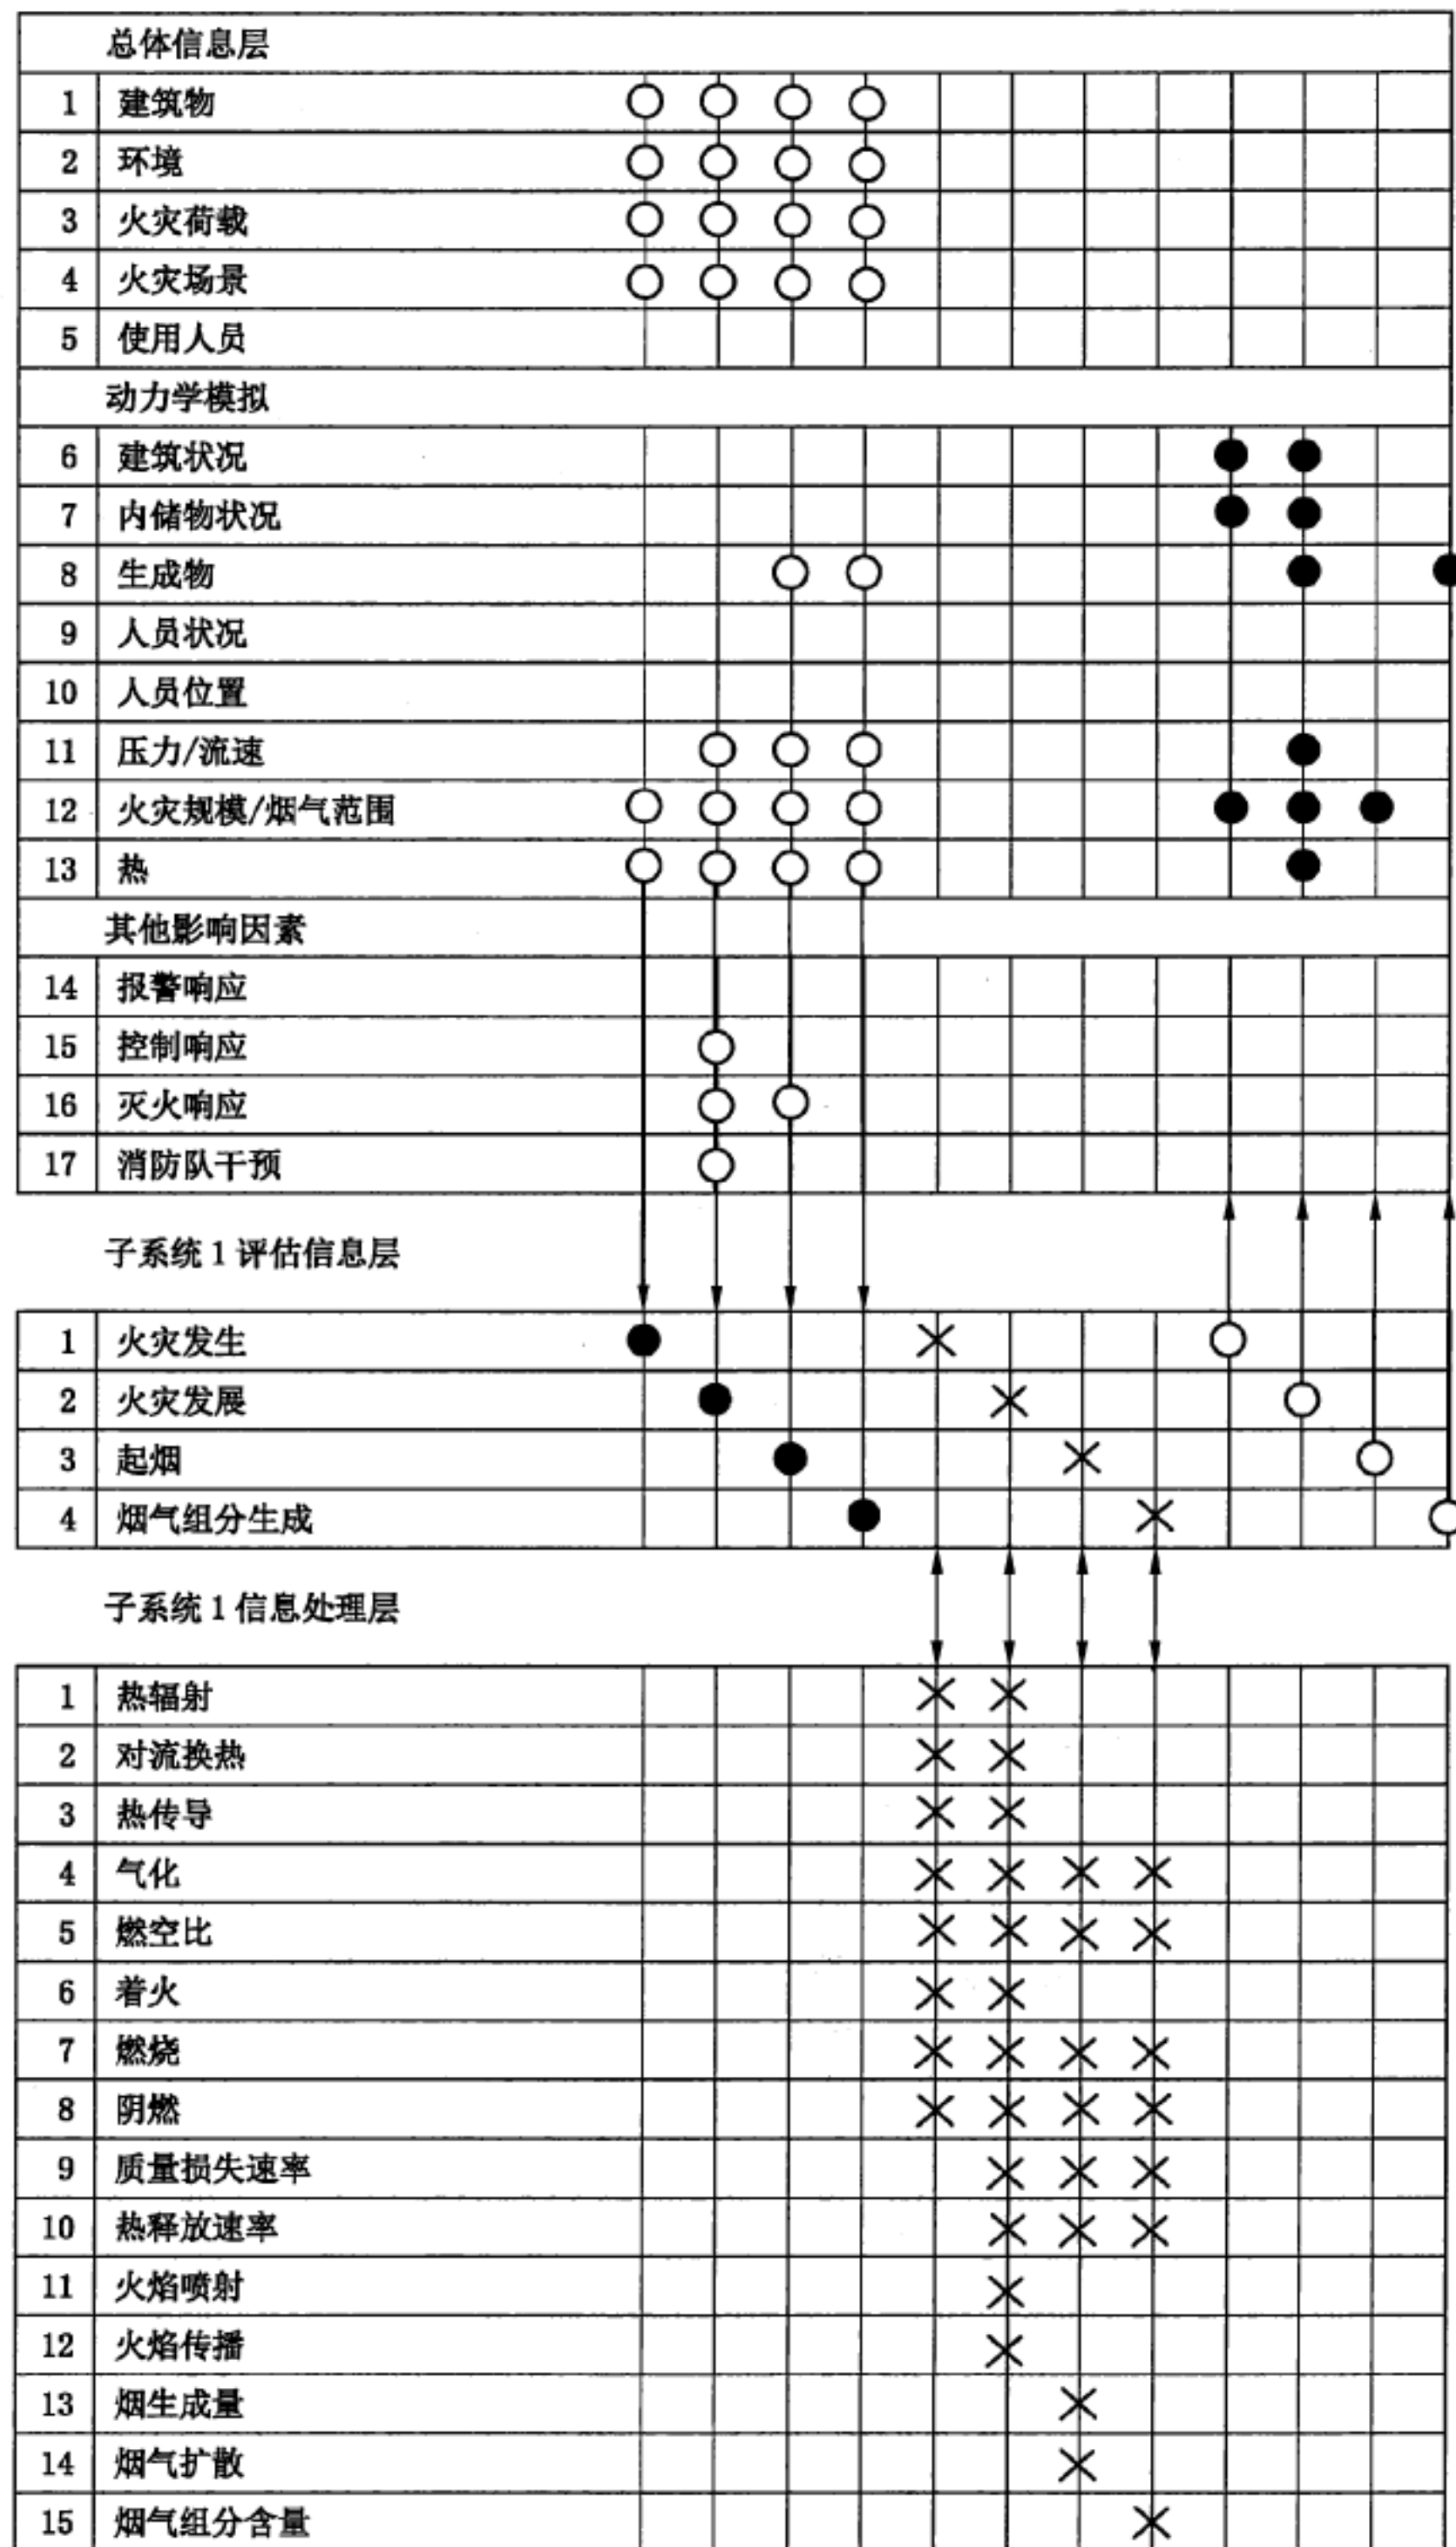 总体信息层
1 建筑物
2 环境
3 火灾荷载
4 火灾场景
5 使用人员
动力学模拟
6 建筑状况
7 内储物状况
8 生成物
9 人员状况
10 人员位置
11 压力/流速
12 火灾规模/烟气范围
13 热
其他影响因素
14 报警响应
15 控制响应
16 灭火响应
17 消防队干预
子系统1评估信息层
1 火灾发生
2 火灾发展
3 起烟
4 烟气组分生成
子系统1信息处理层
1 热辐射
2 对流换热
3 热传导
4 气化
5 燃空比
6 着火
7 燃烧
8 阴燃
9 质量损失速率
10 热释放速率
11 火焰喷射
12 火焰传播
13 烟生成量
14 烟气扩散
15 烟气组分含量